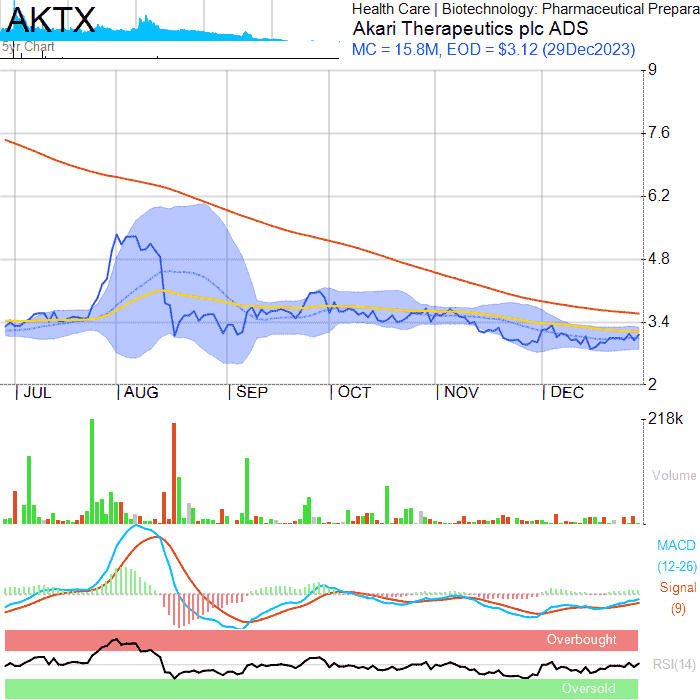 AKTX
5yr Chart
Health Care | Biotechnology: Pharmaceutical Prepara
Akari Therapeutics plc ADS
MC = 15.8M, EOD = $3.12 (29Dec2023)
9
7.6
6.2
4.8
3.4
2
JUL
AUG
SEP
OCT
NOV
DEC
218k
Volume
MACD
(12-26)
Signal
(9)
Overbought
RSI(14)
Oversold